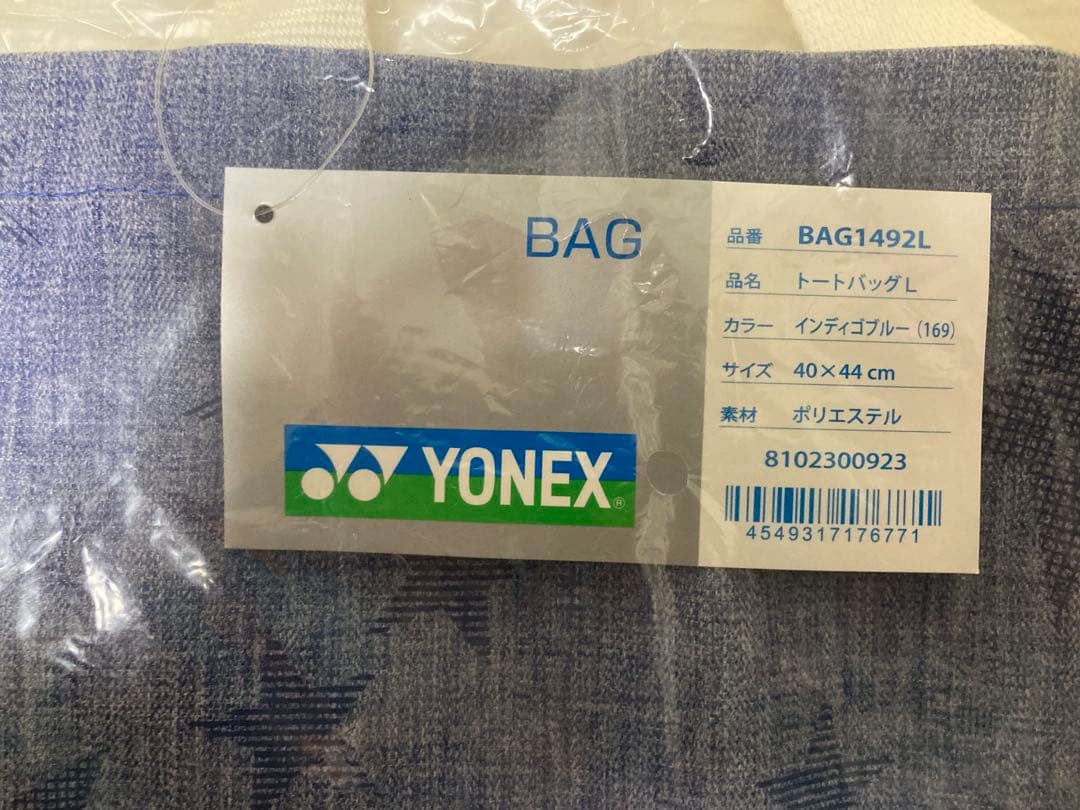 BAG
YONEX®
品番 BAG1492L
品名 トートバッグL
カラー インディゴブルー(169)
サイズ 40×44 cm
素材 ポリエステル
8102300923
4549317176771